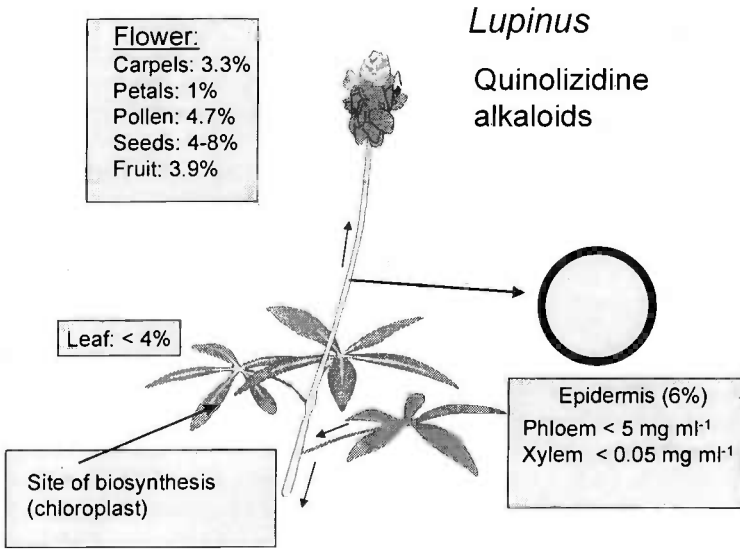 Lupinus
Quinolizidine
alkaloids
Flower:
Carpels: 3.3%
Petals: 1%
Pollen: 4.7%
Seeds: 4-8%
Fruit: 3.9%
Leaf: < 4%
Site of biosynthesis
(chloroplast)
Epidermis (6%)
Phloem < 5 mg ml⁻¹
Xylem < 0.05 mg ml⁻¹